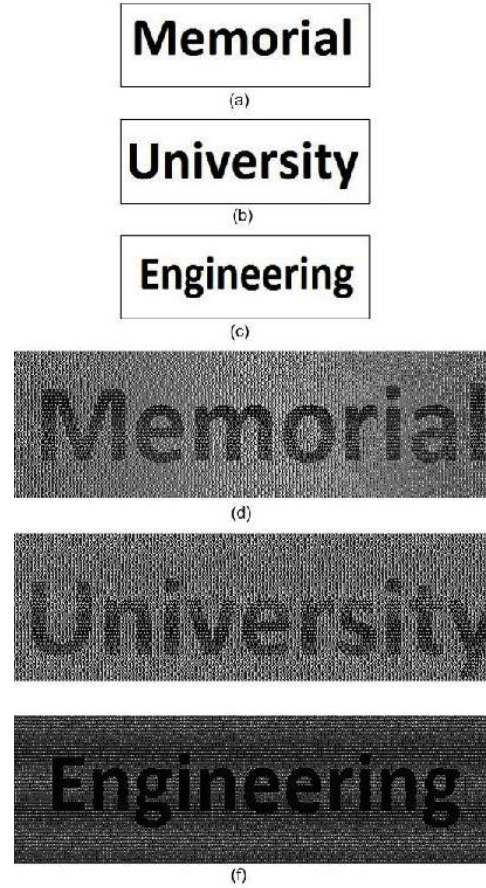 Memorial
(a)
University
(b)
Engineering
(c)
Memorial
(d)
University
Engineering
(f)